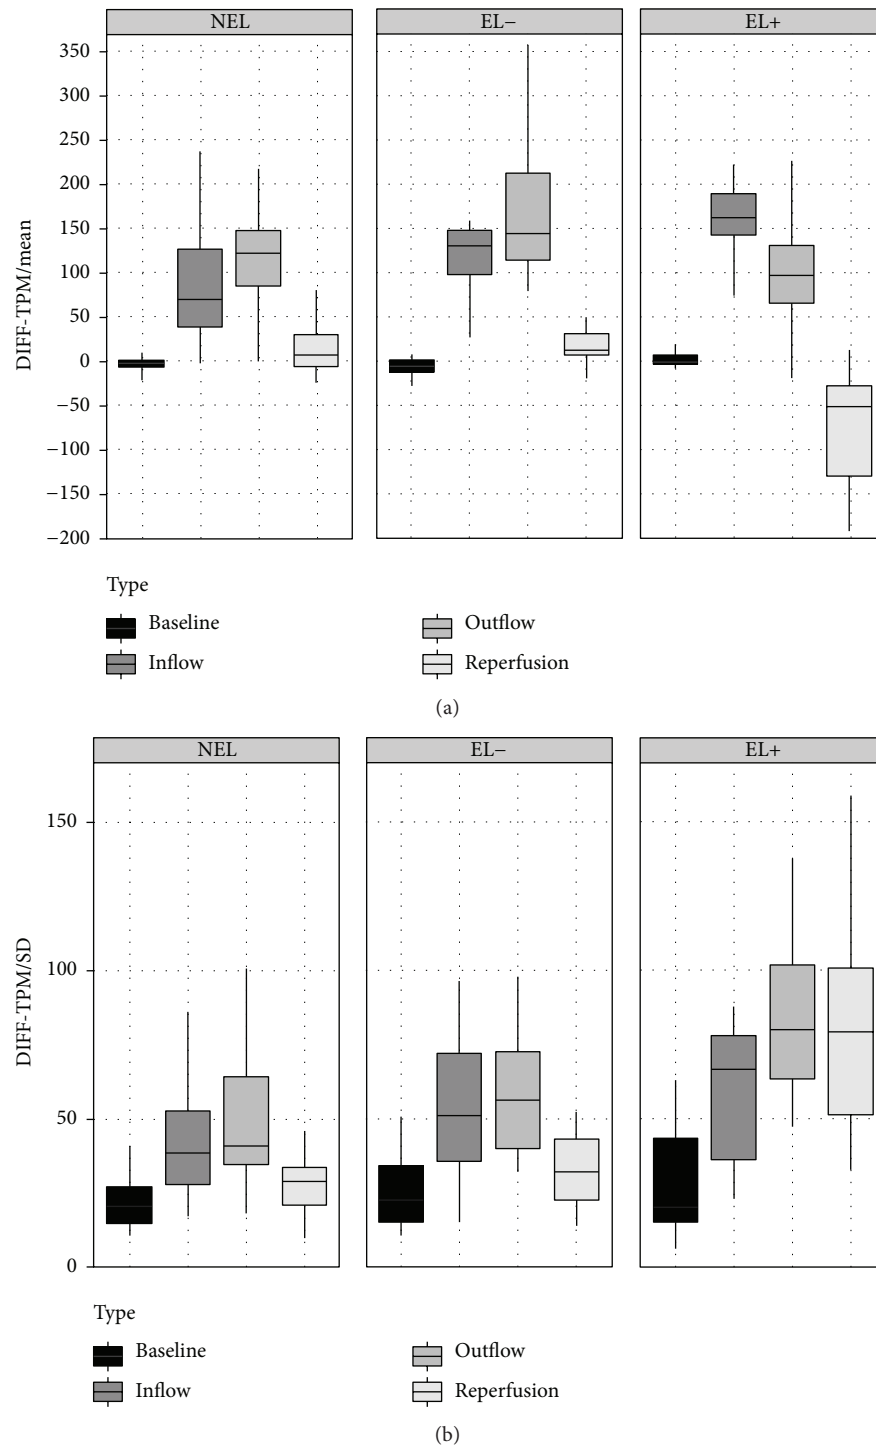 NEL EL− EL+
350
300
250
200
150
100
50
0
−50
−100
−150
−200
DIFF-TPM/mean
Type
Baseline Outflow
Inflow Reperfusion
(a)
NEL EL− EL+
150
100
50
0
DIFF-TPM/SD
Type
Baseline Outflow
Inflow Reperfusion
(b)